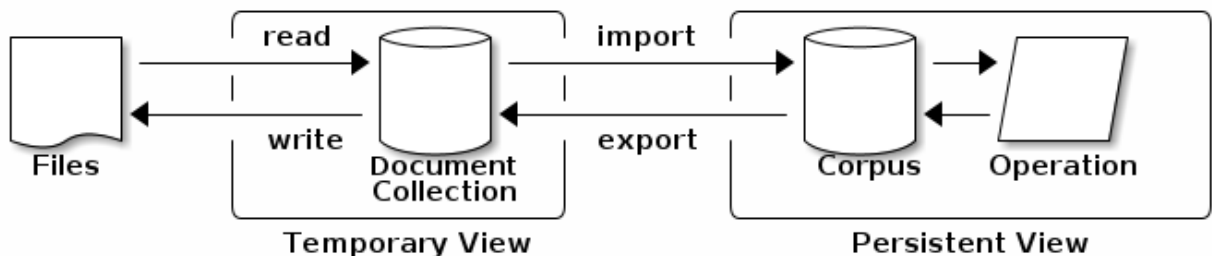 read
import
write
export
Files
Document
Collection
Corpus
Operation
Temporary View
Persistent View